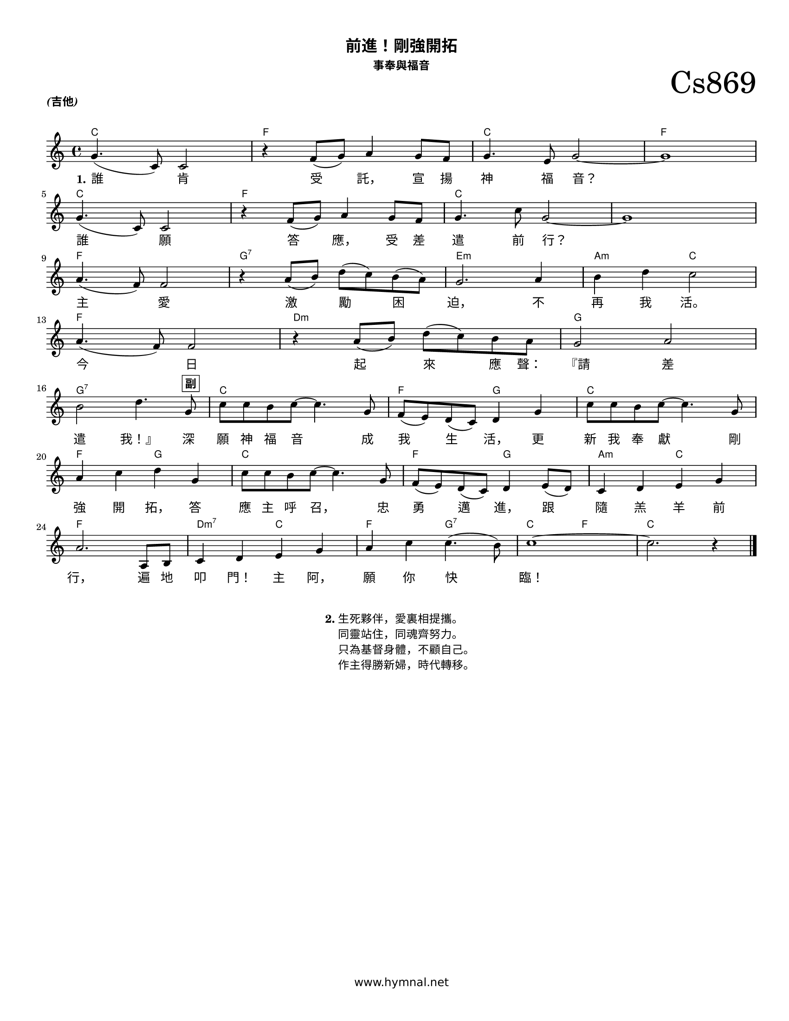 前進！剛強開拓
事奉與福音
Cs869
(吉他)
C F C F
1. 誰 肯 受 託， 宣 揚 神 福 音？
5 C F C
誰 願 答 應， 受 差 遣 前 行？
9 F G7 Em Am C
主 愛 激 勵 困 迫， 不 再 我 活。
13 F Dm G
今 日 起 來 應 聲： 『請 差
16 G7 副 C F G C
遣 我！』 深 願 神 福 音 成 我 生 活， 更 新 我 奉 獻 剛
20 F G C F G Am C
強 開 拓， 答 應 主 呼 召， 忠 勇 邁 進， 跟 隨 羔 羊 前
24 F Dm7 C F G7 C F C
行， 遍 地 叩 門！ 主 阿， 願 你 快 臨！
2. 生死夥伴，愛裏相提攜。
同靈站住，同魂齊努力。
只為基督身體，不顧自己。
作主得勝新婦，時代轉移。
www.hymnal.net